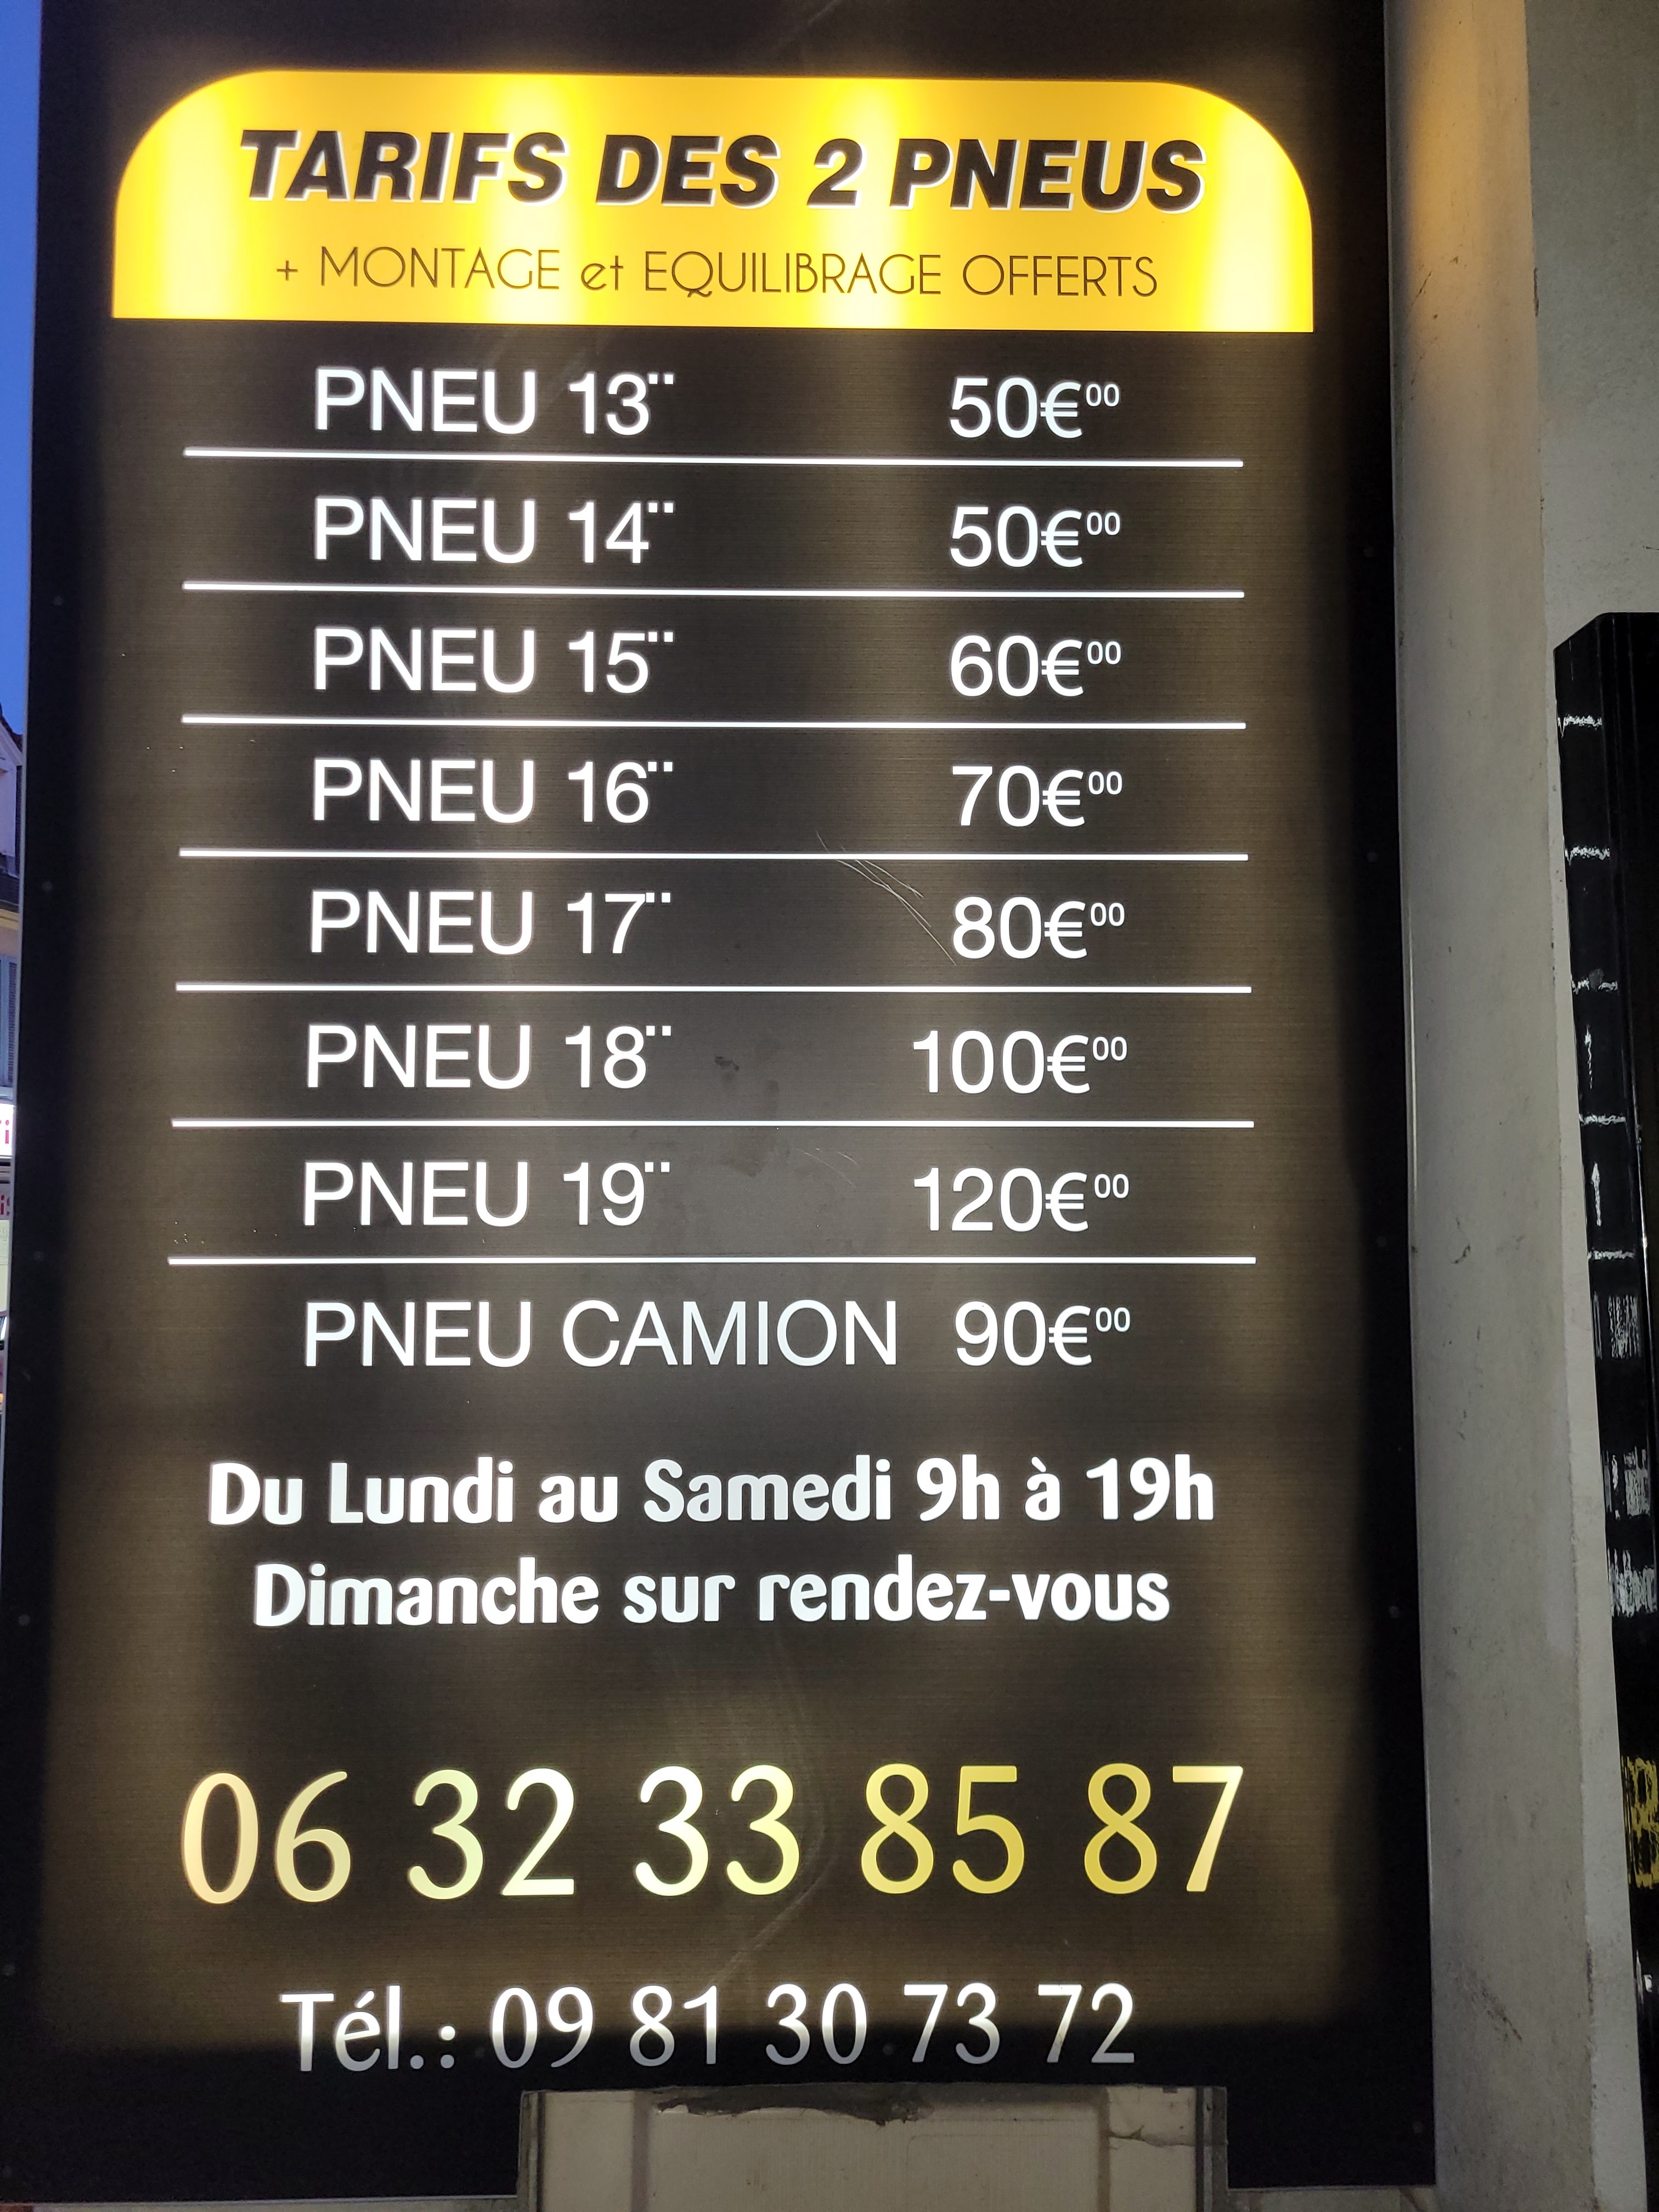 TARIFS DES 2 PNEUS
+ MONTAGE et EQUILIBRAGE OFFERTS
PNEU 13¨ 50€00
PNEU 14¨ 50€00
PNEU 15¨ 60€00
PNEU 16¨ 70€00
PNEU 17¨ 80€00
PNEU 18¨ 100€00
PNEU 19¨ 120€00
PNEU CAMION 90€00
Du Lundi au Samedi 9h à 19h
Dimanche sur rendez-vous
06 32 33 85 87
Tél.: 09 81 30 73 72